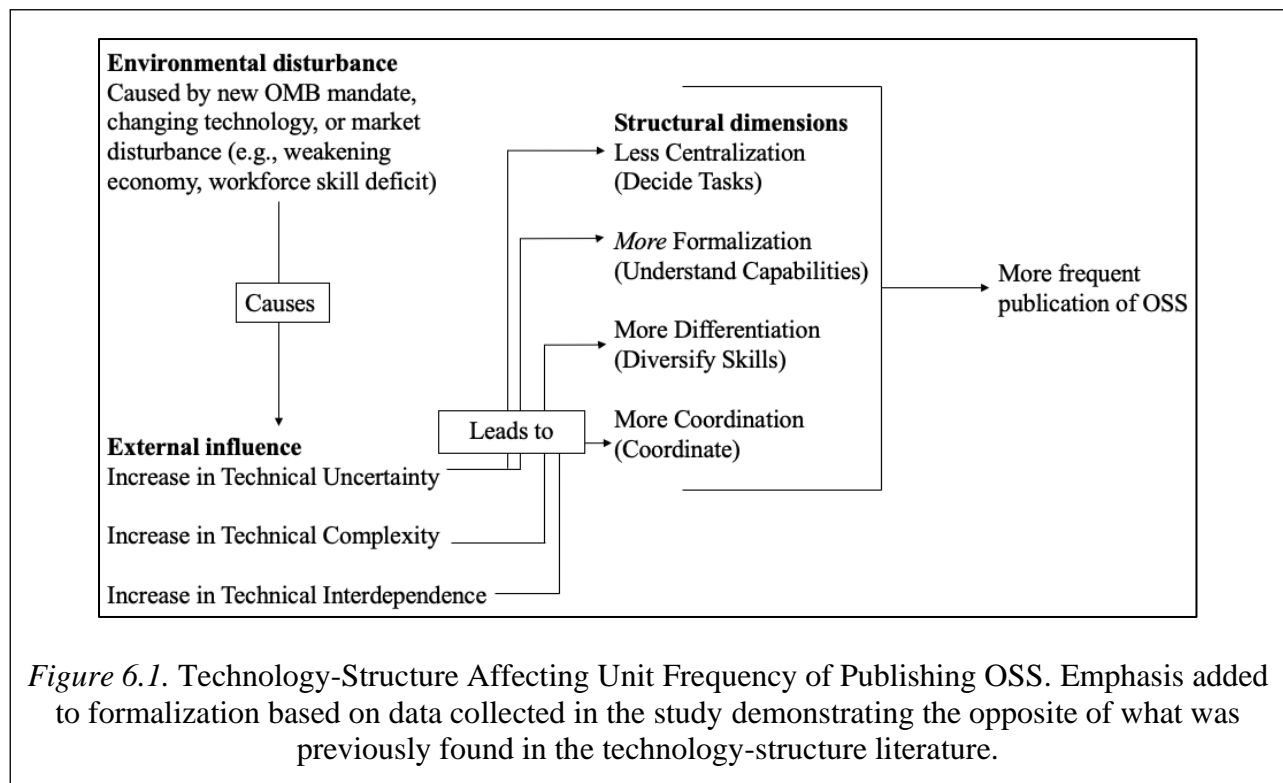 Environmental disturbance
Caused by new OMB mandate,
changing technology, or market
disturbance (e.g., weakening
economy, workforce skill deficit)
Causes
External influence
Increase in Technical Uncertainty
Increase in Technical Complexity
Increase in Technical Interdependence
Leads to
Structural dimensions
Less Centralization
(Decide Tasks)
More Formalization
(Understand Capabilities)
More Differentiation
(Diversify Skills)
More Coordination
(Coordinate)
More frequent
publication of OSS
Figure 6.1. Technology-Structure Affecting Unit Frequency of Publishing OSS. Emphasis added
to formalization based on data collected in the study demonstrating the opposite of what was
previously found in the technology-structure literature.